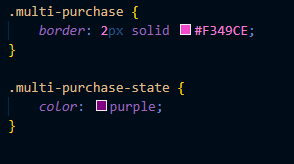 .multi-purchase {
border: 2px solid #F349CE;
}
.multi-purchase-state {
color: purple;
}